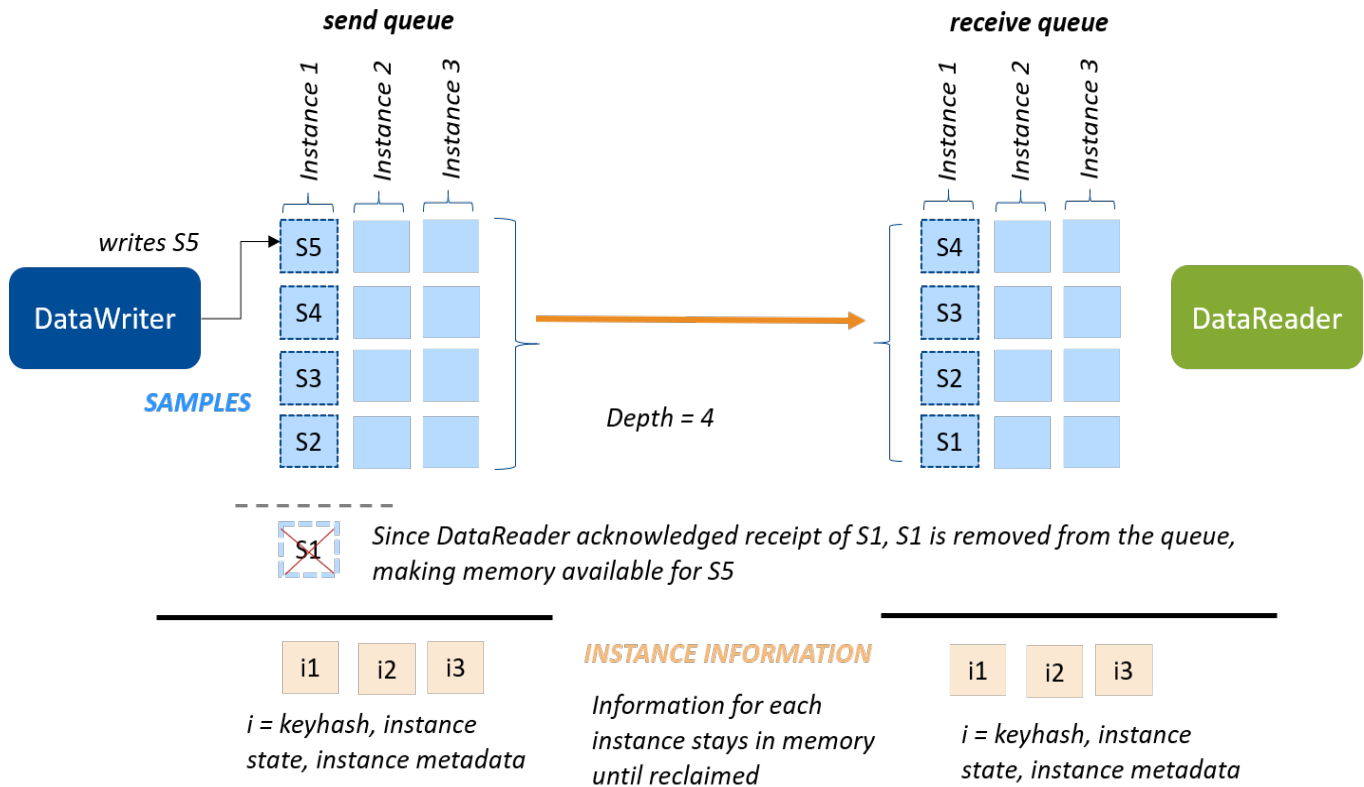 send queue
receive queue
Instance 1
Instance 2
Instance 3
Instance 1
Instance 2
Instance 3
writes S5
DataWriter
SAMPLES
S5
S4
S3
S2
Depth = 4
S4
S3
S2
S1
DataReader
S1
Since DataReader acknowledged receipt of S1, S1 is removed from the queue,
making memory available for S5
i1
i2
i3
i = keyhash, instance
state, instance metadata
INSTANCE INFORMATION
Information for each
instance stays in memory
until reclaimed
i1
i2
i3
i = keyhash, instance
state, instance metadata